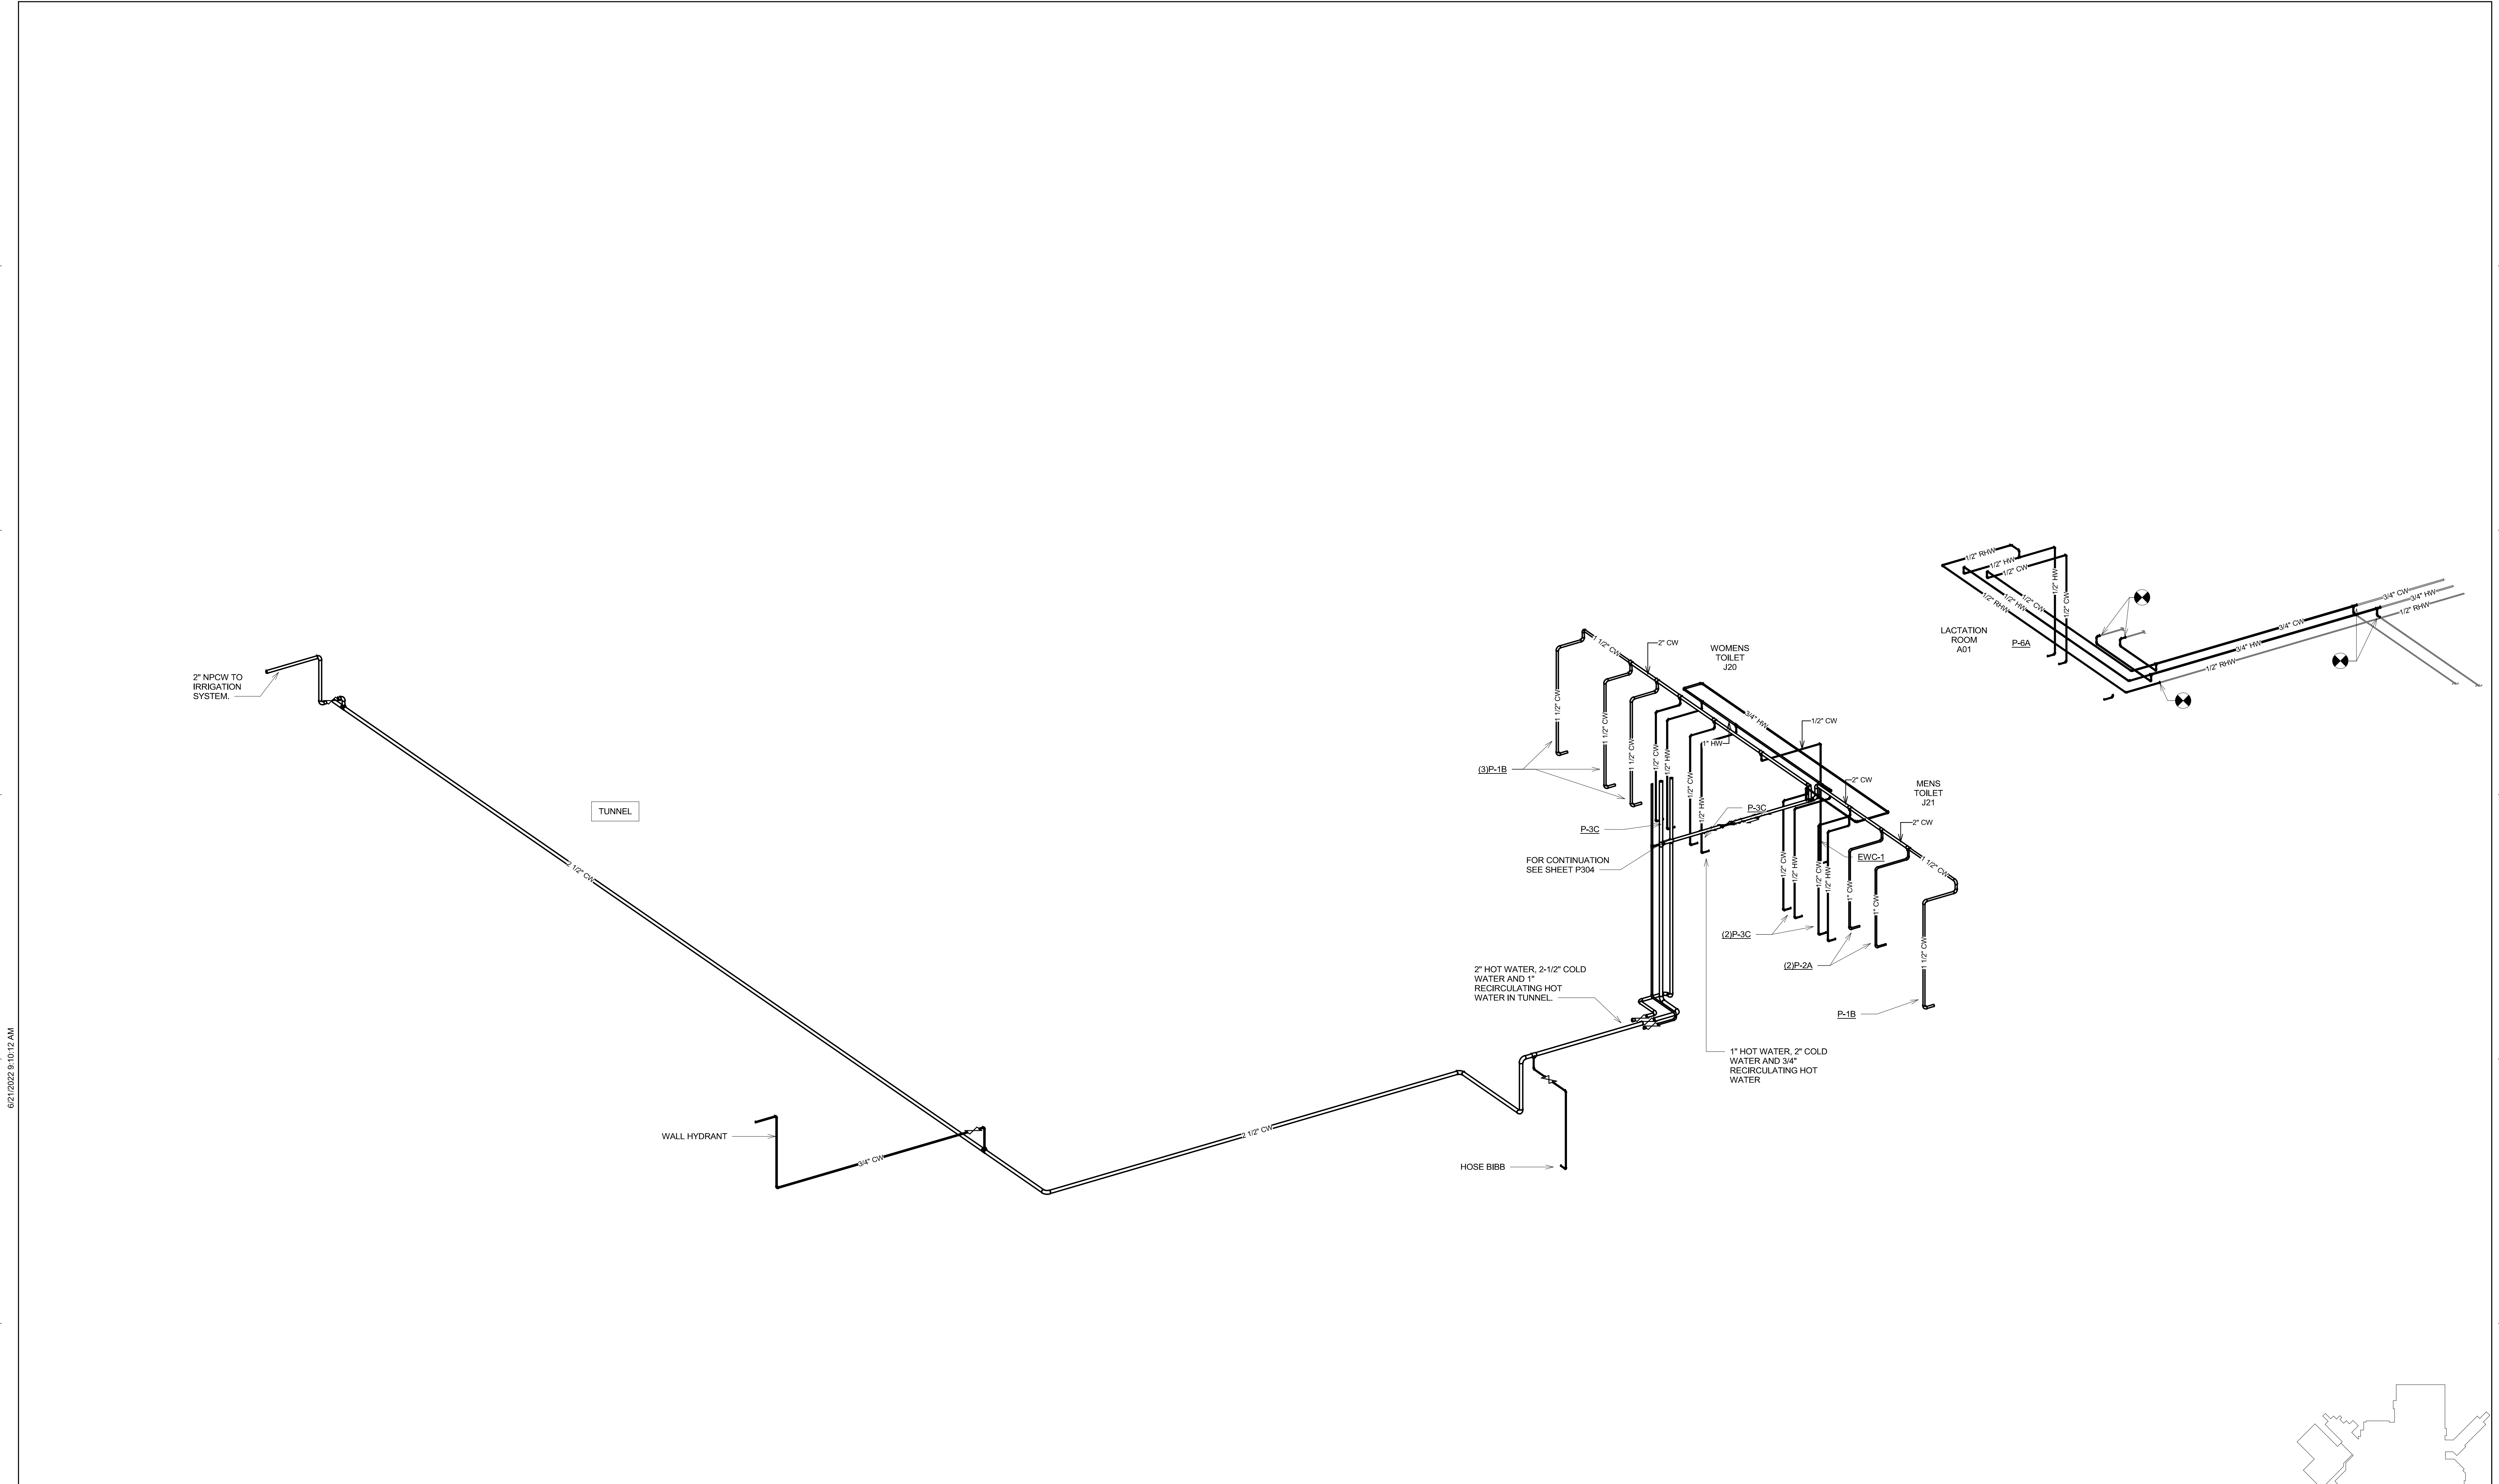 1/2" RHW
1/2" HW
1/2" CW
1/2" HW
1/2" CW
1/2" RHW
1/2" HW
1/2" CW
3/4" CW
3/4" HW
1/2" RHW
3/4" CW
3/4" HW
1/2" RHW
LACTATION
ROOM
A01
P-6A
2" NPCW TO
IRRIGATION
SYSTEM.
TUNNEL
2 1/2" CW
1 1/2" CW
2" CW
WOMENS
TOILET
J20
1 1/2" CW
1 1/2" CW
1 1/2" CW
1/2" CW
1/2" HW
1" HW
3/4" HW
1/2" CW
(3)P-1B
1/2" CW
1/2" HW
2" CW
MENS
TOILET
J21
P-3C
P-3C
2" CW
FOR CONTINUATION
SEE SHEET P304
EWC-1
1/2" CW
1/2" HW
1/2" CW
1/2" HW
1" CW
1" CW
1 1/2" CW
(2)P-3C
(2)P-2A
1 1/2" CW
P-1B
2" HOT WATER, 2-1/2" COLD
WATER AND 1"
RECIRCULATING HOT
WATER IN TUNNEL.
1" HOT WATER, 2" COLD
WATER AND 3/4"
RECIRCULATING HOT
WATER
WALL HYDRANT
3/4" CW
2 1/2" CW
HOSE BIBB
6/21/2022 9:10:12 AM